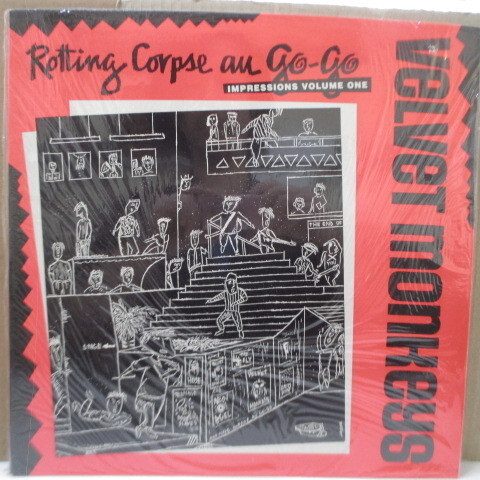 Rotting Corpse au Go-Go
IMPRESSIONS VOLUME ONE
VELVET MONKEYS
THE END OF